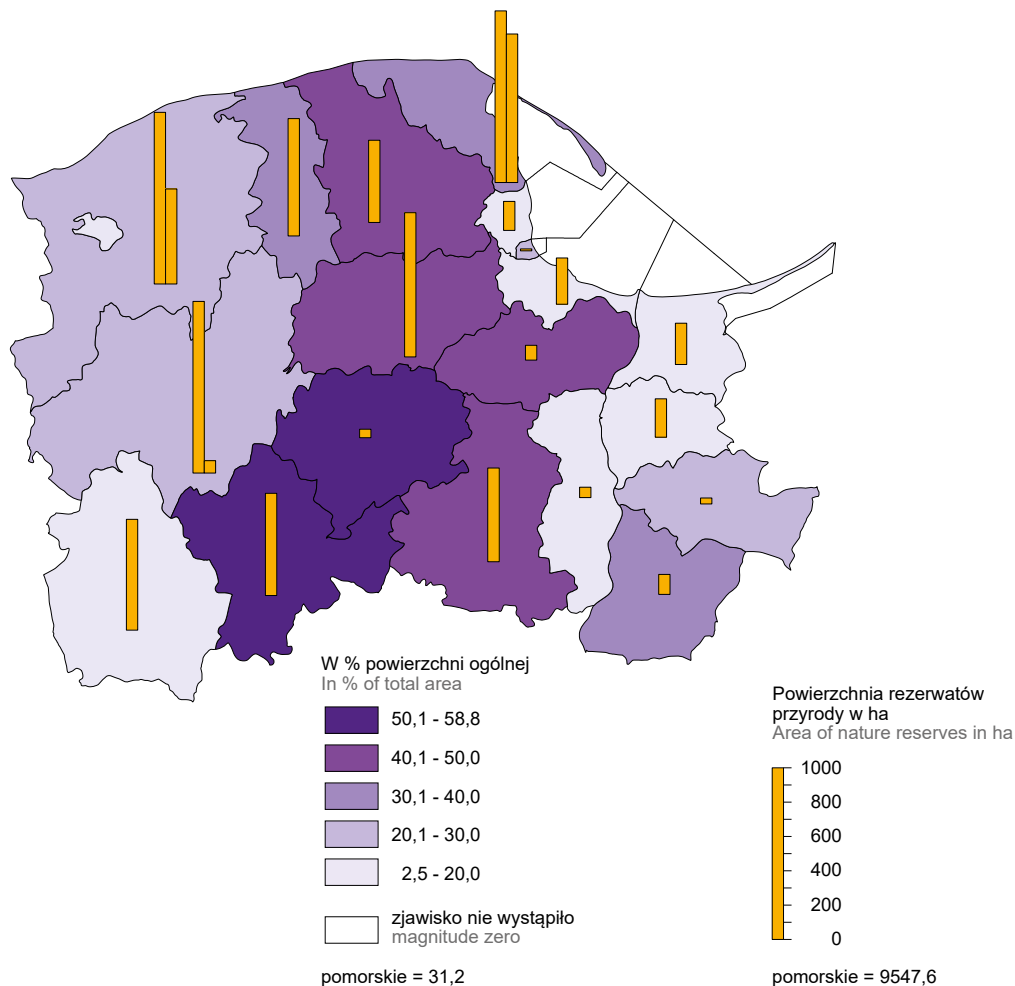 W % powierzchni ogólnej
In % of total area
50,1 - 58,8
40,1 - 50,0
30,1 - 40,0
20,1 - 30,0
2,5 - 20,0
zjawisko nie wystąpiło
magnitude zero
pomorskie = 31,2
Powierzchnia rezerwatów
przyrody w ha
Area of nature reserves in ha
1000
800
600
400
200
0
pomorskie = 9547,6